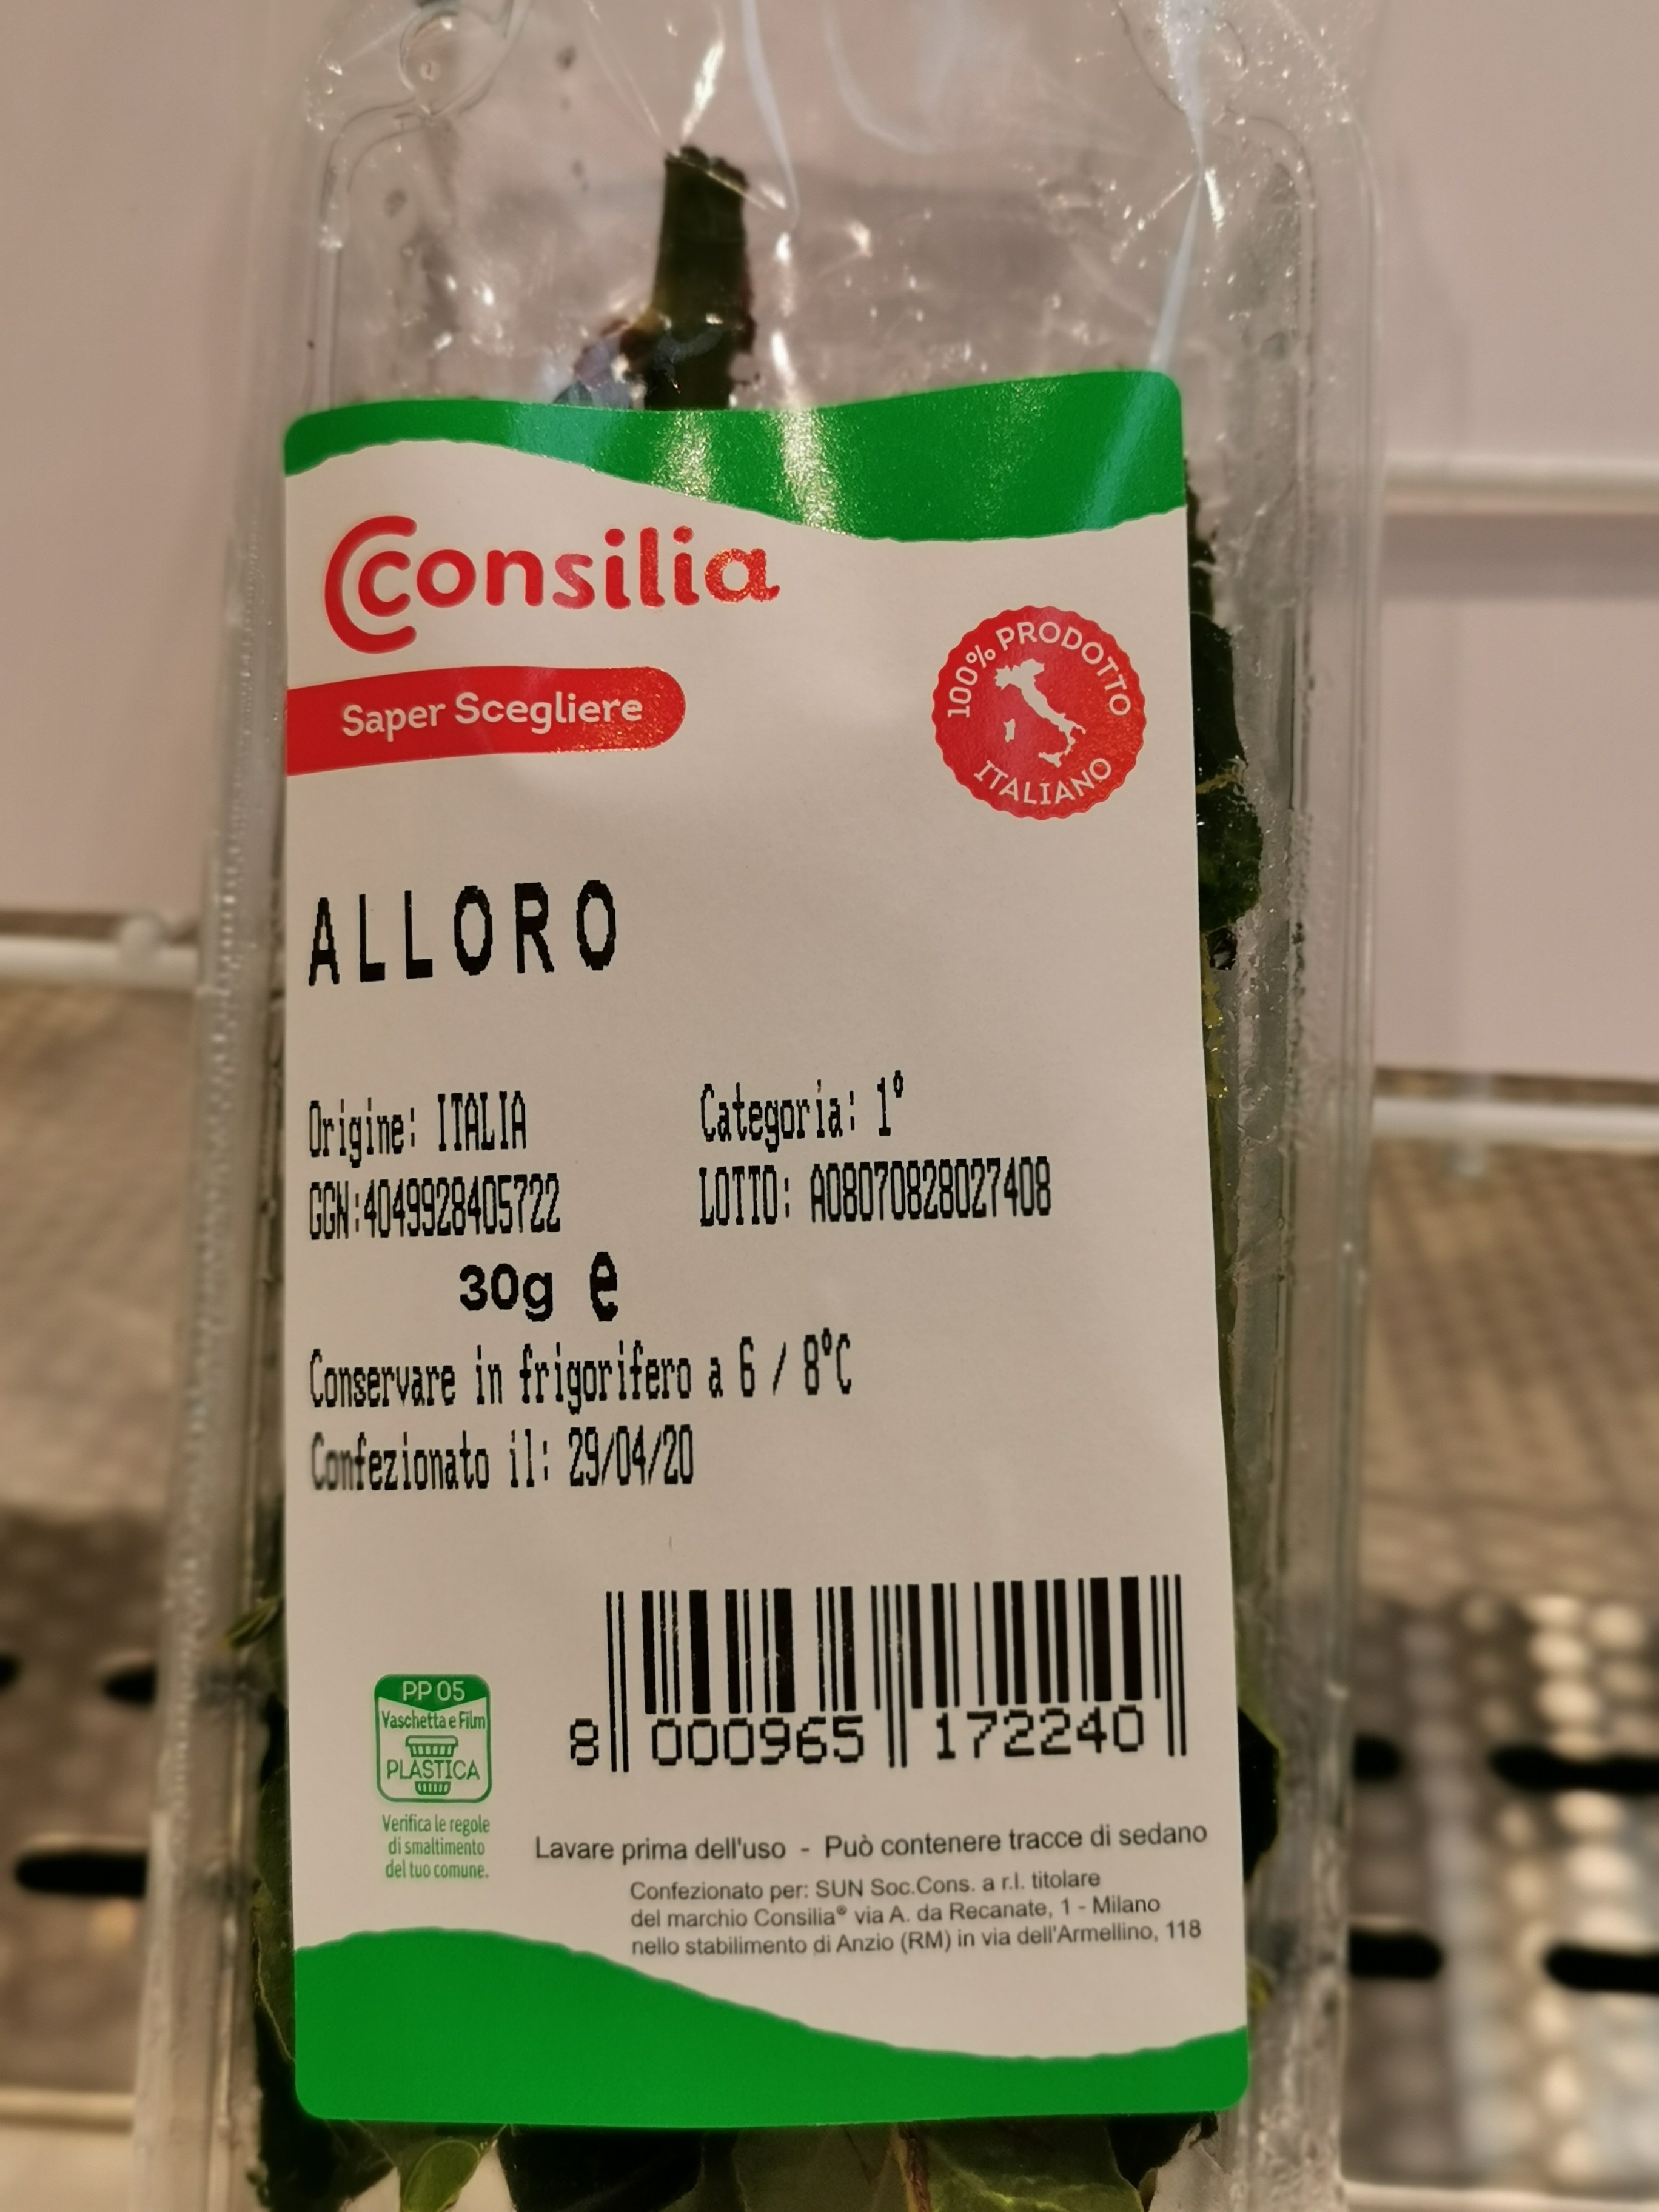 Consilia
Saper Scegliere
100% PRODOTTO
ITALIANO
ALLORO
Origine: ITALIA
Categoria: 1°
GGN:4049928405722
LOTTO: A08070828027408
30g e
Conservare in frigorifero a 6 / 8°C
Confezionato il: 29/04/20
8 000965 172240
PP 05
Vaschetta e Film
PLASTICA
Verifica le regole
di smaltimento
del tuo comune.
Lavare prima dell'uso - Può contenere tracce di sedano
Confezionato per: SUN Soc.Cons. a r.l. titolare
del marchio Consilia® via A. da Recanate, 1 - Milano
nello stabilimento di Anzio (RM) in via dell'Armellino, 118